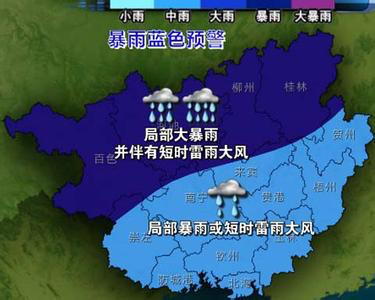 小雨 中雨 大雨 暴雨 大暴雨
暴雨蓝色预警
柳州 桂林
局部大暴雨
贺州
百色 并伴有短时雷雨大风
来宾
梧州
南宁 贵港
崇左 局部暴雨或短时雷雨大风
玉林
钦州
防城港 北海